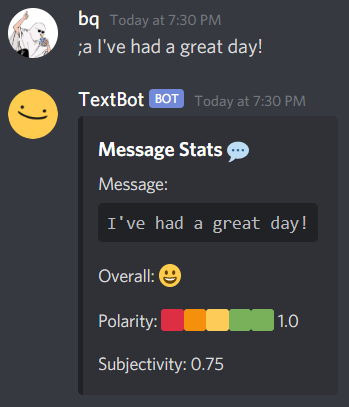 bq Today at 7:30 PM
;a I've had a great day!
TextBot BOT Today at 7:30 PM
Message Stats 💬
Message:
I've had a great day!
Overall: 😀
Polarity: 🟥🟧🟨🟩🟩 1.0
Subjectivity: 0.75